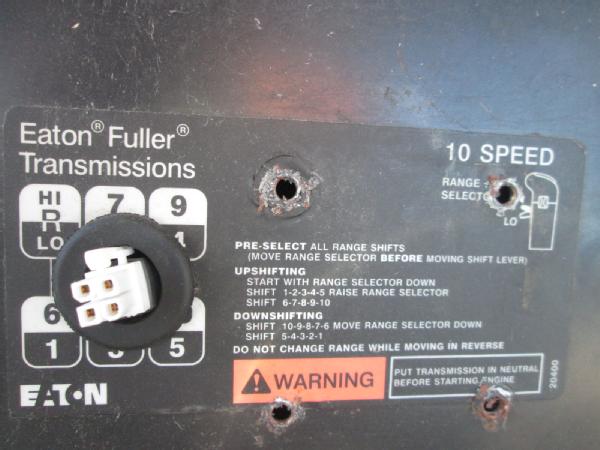 Eaton® Fuller®
Transmissions
10 SPEED
RANGE
SELECTOR
LO
HI
R
LO
7
9
4
6
1
3
5
PRE-SELECT ALL RANGE SHIFTS
(MOVE RANGE SELECTOR BEFORE MOVING SHIFT LEVER)
UPSHIFTING
START WITH RANGE SELECTOR DOWN
SHIFT 1-2-3-4-5 RAISE RANGE SELECTOR
SHIFT 6-7-8-9-10
DOWNSHIFTING
SHIFT 10-9-8-7-6 MOVE RANGE SELECTOR DOWN
SHIFT 5-4-3-2-1
DO NOT CHANGE RANGE WHILE MOVING IN REVERSE
EATON
WARNING
PUT TRANSMISSION IN NEUTRAL
BEFORE STARTING ENGINE
20400